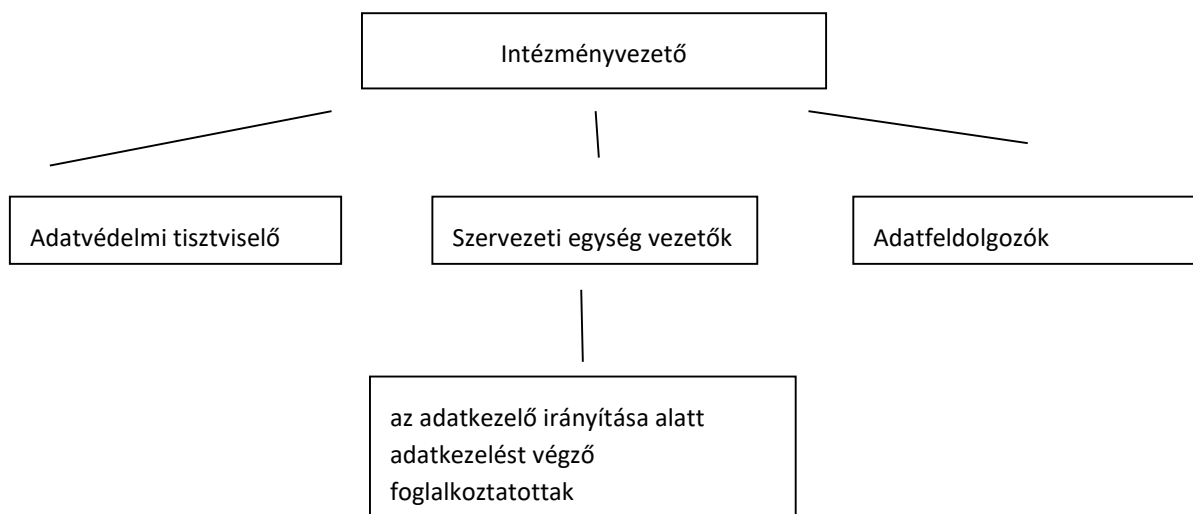 Intézményvezető
Adatvédelmi tisztviselő
Szervezeti egység vezetők
Adatfeldolgozók
az adatkezelő irányítása alatt
adatkezelést végző
foglalkoztatottak